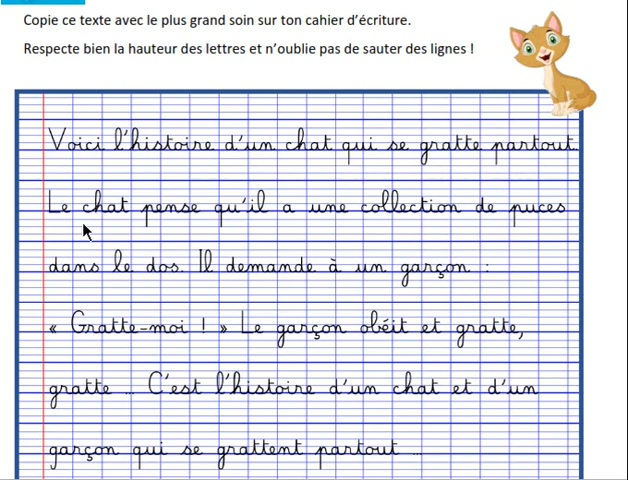 Copie ce texte avec le plus grand soin sur ton cahier d'écriture.
Respecte bien la hauteur des lettres et n'oublie pas de sauter des lignes !
Voici l'histoire d'un chat qui se gratte partout.
Le chat pense qu'il a une collection de puces
dans le dos. Il demande à un garçon :
« Gratte-moi ! » Le garçon obéit et gratte,
gratte ... C'est l'histoire d'un chat et d'un
garçon qui se grattent partout ...